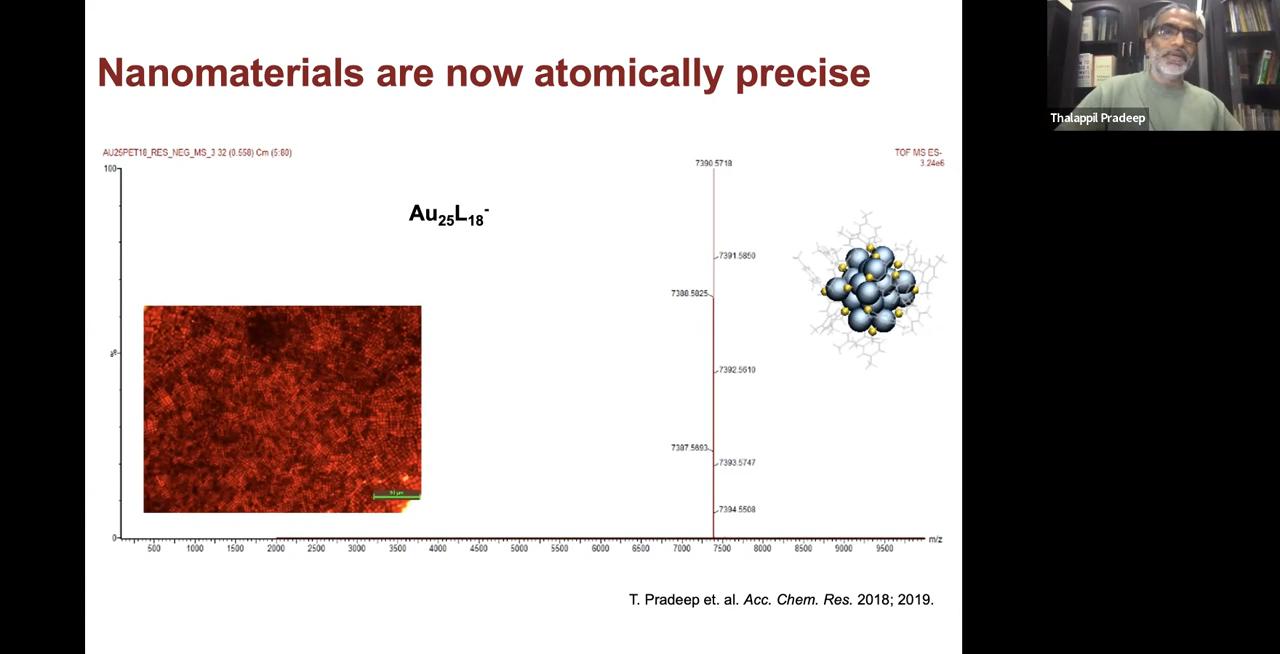 Nanomaterials are now atomically precise
Thalappil Pradeep
AU25PET18_RES_NEG_MS_3 32 (0.558) Cm (5:60)
TOF MS ES-
3.24e6
7390.5718
100
Au25L18-
7391.5850
7388.5825
%
7392.5610
7387.5693
7393.5747
7394.5508
0
500 1000 1500 2000 2500 3000 3500 4000 4500 5000 5500 6000 6500 7000 7500 8000 8500 9000 9500
m/z
T. Pradeep et. al. Acc. Chem. Res. 2018; 2019.